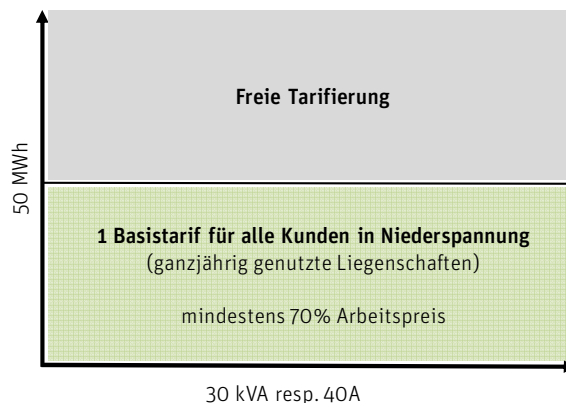 Freie Tarifierung
50 MWh
1 Basistarif für alle Kunden in Niederspannung
(ganzjährig genutzte Liegenschaften)
mindestens 70% Arbeitspreis
30 kVA resp. 40A